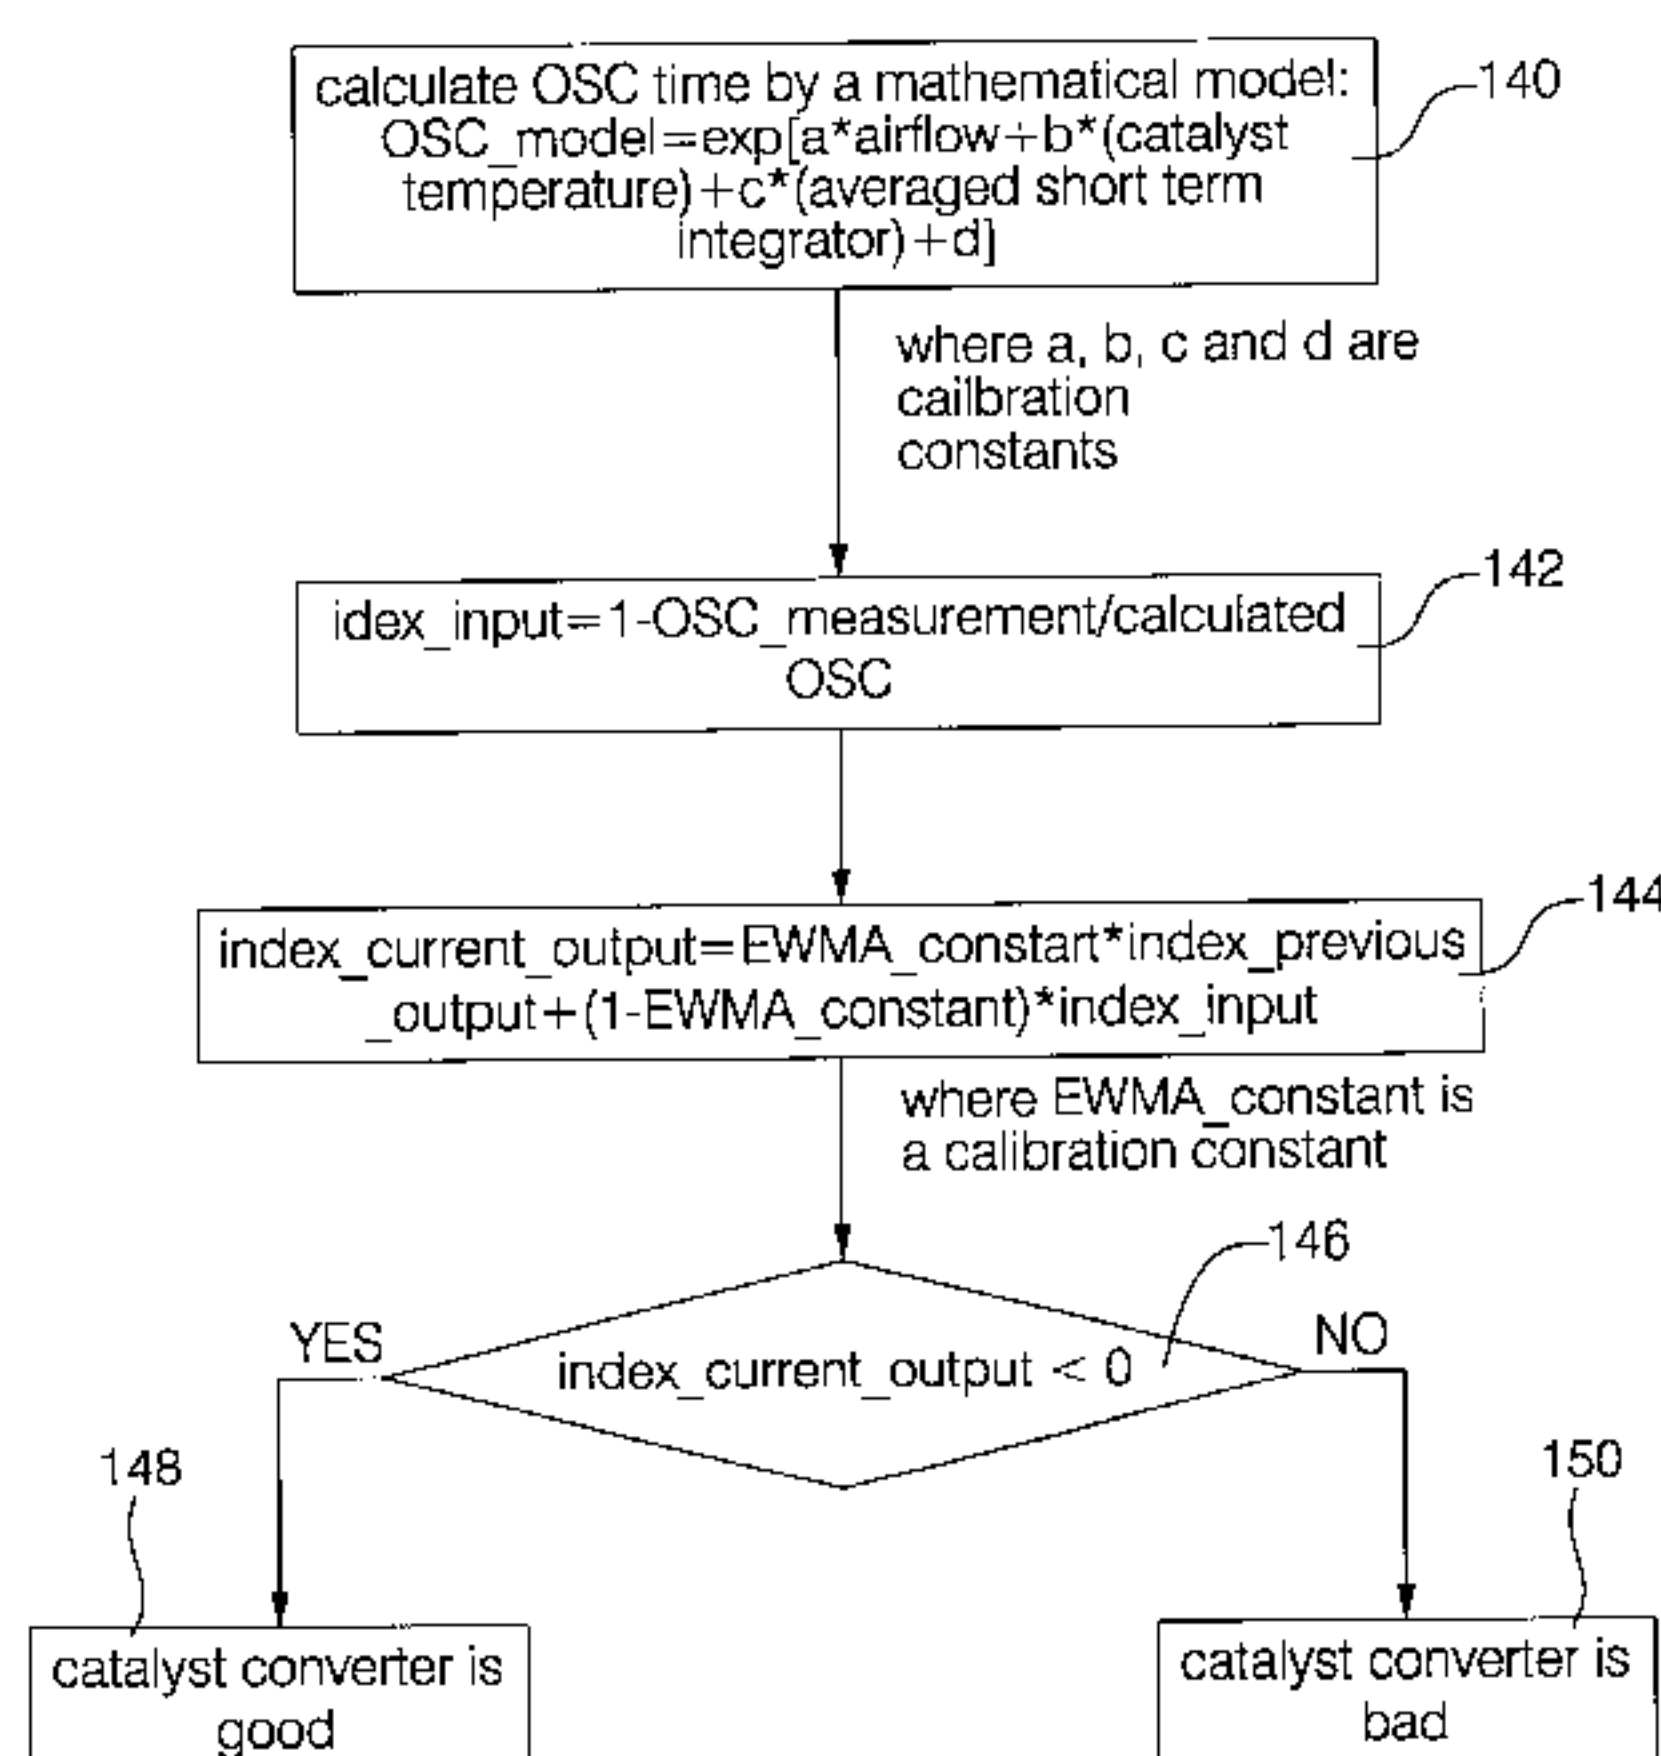 calculate OSC time by a mathematical model:
OSC_model=exp[a*airflow+b*(catalyst
temperature)+c*(averaged short term
integrator)+d]
140
where a, b, c and d are
cailbration
constants
142
idex_input=1-OSC_measurement/calculated
OSC
144
index_current_output=EWMA_constart*index_previous
_output+(1-EWMA_constant)*index_input
where EWMA_constant is
a calibration constant
146
YES
index_current_output < 0
NO
148
150
catalyst converter is
good
catalyst converter is
bad